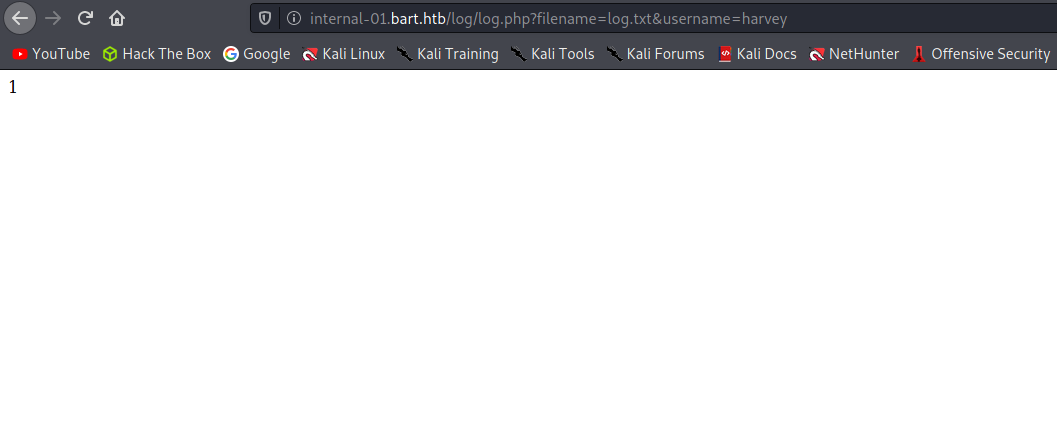 internal-01.bart.htb/log/log.php?filename=log.txt&username=harvey
YouTube Hack The Box Google Kali Linux Kali Training Kali Tools Kali Forums Kali Docs NetHunter Offensive Security
1